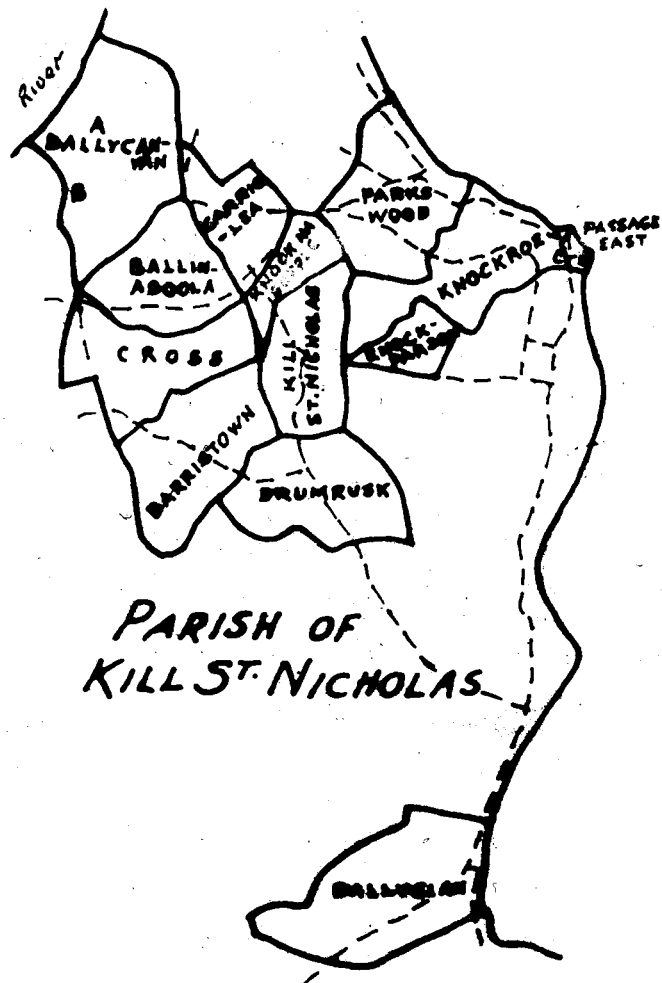 River
A
BALLYCAN-
VAN
B
CARRIG
-LEA
PARKS
WOOD
PASSAGE
EAST
KNOCKROE
BALLIN-
ABOOLA
CROSS
KILL
ST. NICHOLAS
BARRISTOWN
DRUMRUSK
PARISH OF
KILL ST. NICHOLAS